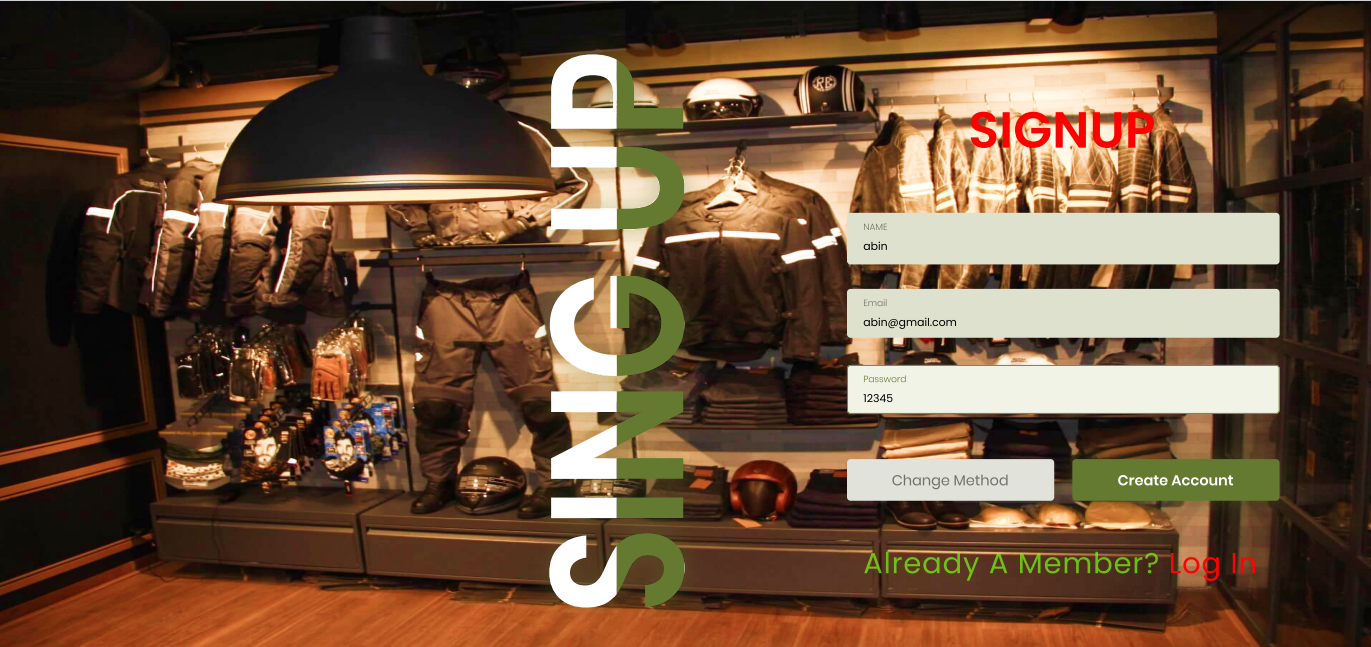 SINGUP
SIGNUP
NAME
abin
Email
abin@gmail.com
Password
12345
Change Method
Create Account
Already A Member? Log In